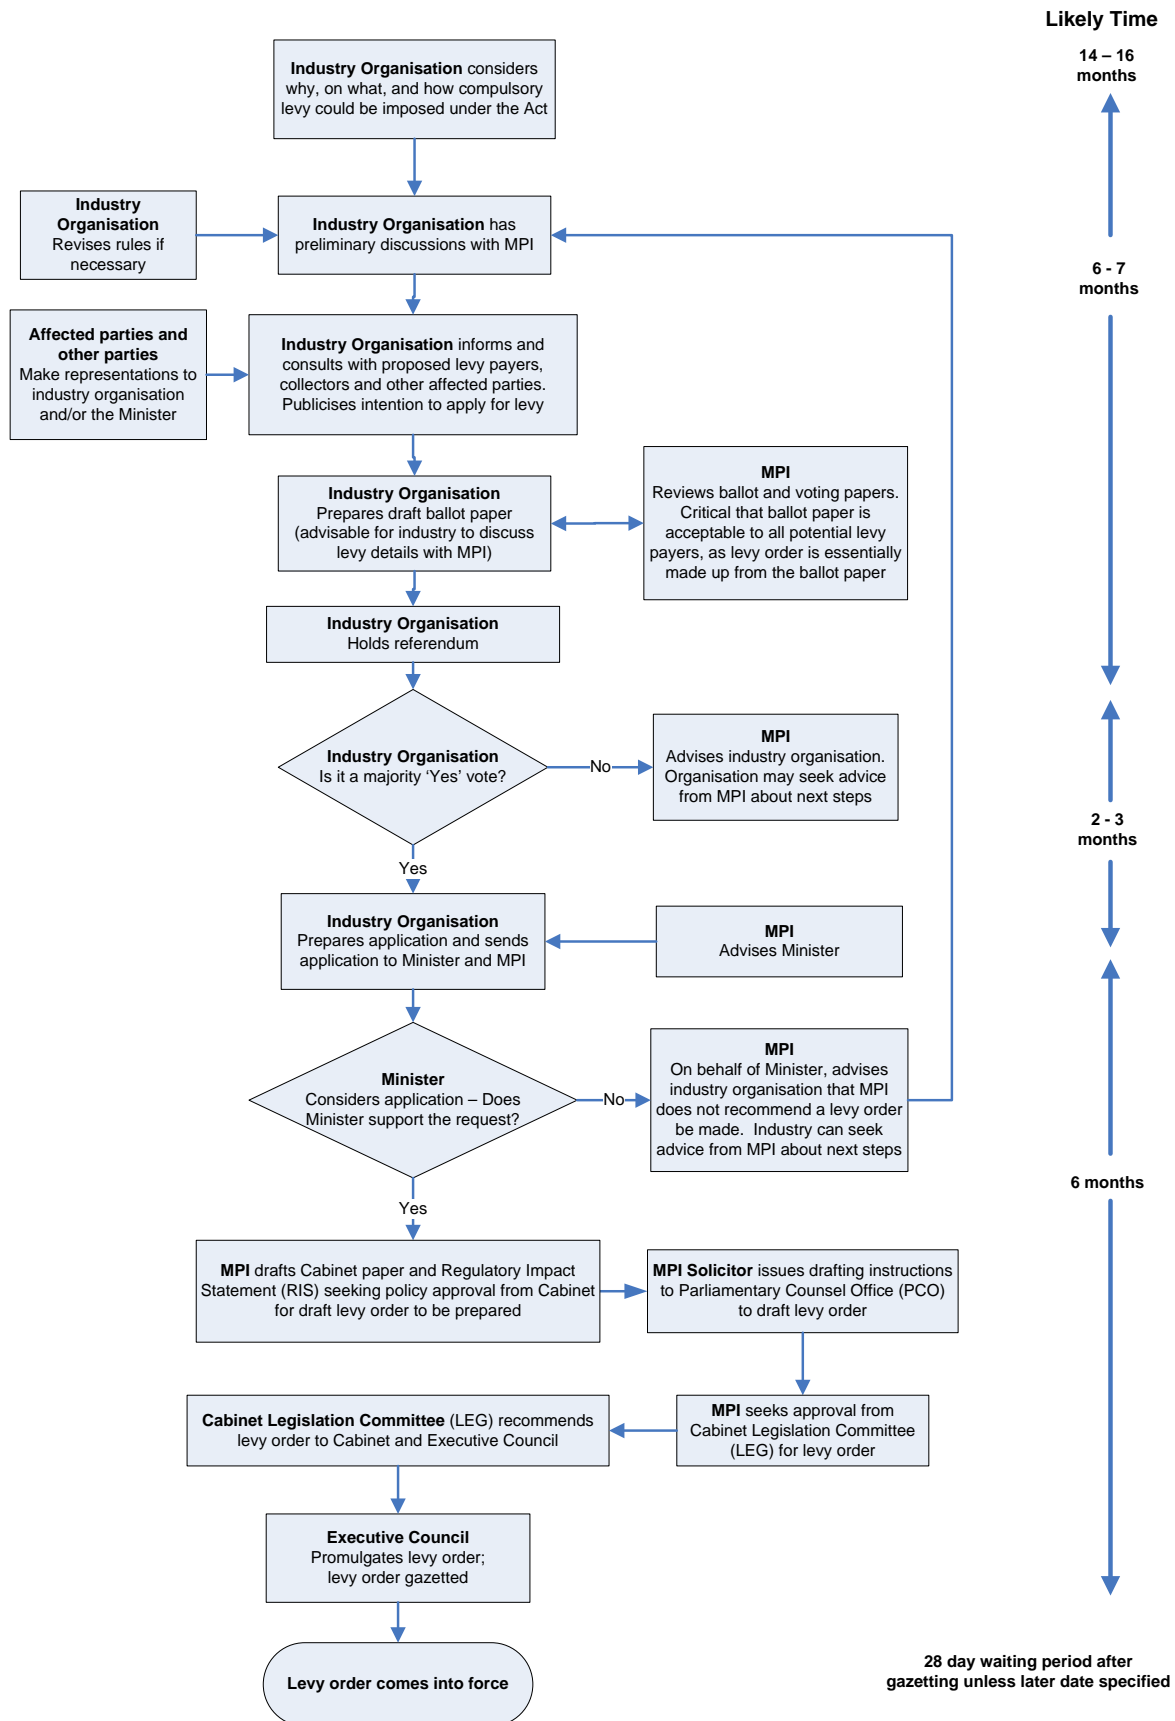 Likely Time
14 – 16
months
Industry Organisation considers
why, on what, and how compulsory
levy could be imposed under the Act
Industry
Organisation
Revises rules if
necessary
Industry Organisation has
preliminary discussions with MPI
6 - 7
months
Affected parties and
other parties
Make representations to
industry organisation
and/or the Minister
Industry Organisation informs and
consults with proposed levy payers,
collectors and other affected parties.
Publicises intention to apply for levy
Industry Organisation
Prepares draft ballot paper
(advisable for industry to discuss
levy details with MPI)
MPI
Reviews ballot and voting papers.
Critical that ballot paper is
acceptable to all potential levy
payers, as levy order is essentially
made up from the ballot paper
Industry Organisation
Holds referendum
Industry Organisation
Is it a majority ‘Yes’ vote?
No
MPI
Advises industry organisation.
Organisation may seek advice
from MPI about next steps
2 - 3
months
Yes
Industry Organisation
Prepares application and sends
application to Minister and MPI
MPI
Advises Minister
Minister
Considers application – Does
Minister support the request?
No
MPI
On behalf of Minister, advises
industry organisation that MPI
does not recommend a levy order
be made.  Industry can seek
advice from MPI about next steps
6 months
Yes
MPI drafts Cabinet paper and Regulatory Impact
Statement (RIS) seeking policy approval from Cabinet
for draft levy order to be prepared
MPI Solicitor issues drafting instructions
to Parliamentary Counsel Office (PCO)
to draft levy order
MPI seeks approval from
Cabinet Legislation Committee
(LEG) for levy order
Cabinet Legislation Committee (LEG) recommends
levy order to Cabinet and Executive Council
Executive Council
Promulgates levy order;
levy order gazetted
Levy order comes into force
28 day waiting period after
gazetting unless later date specified